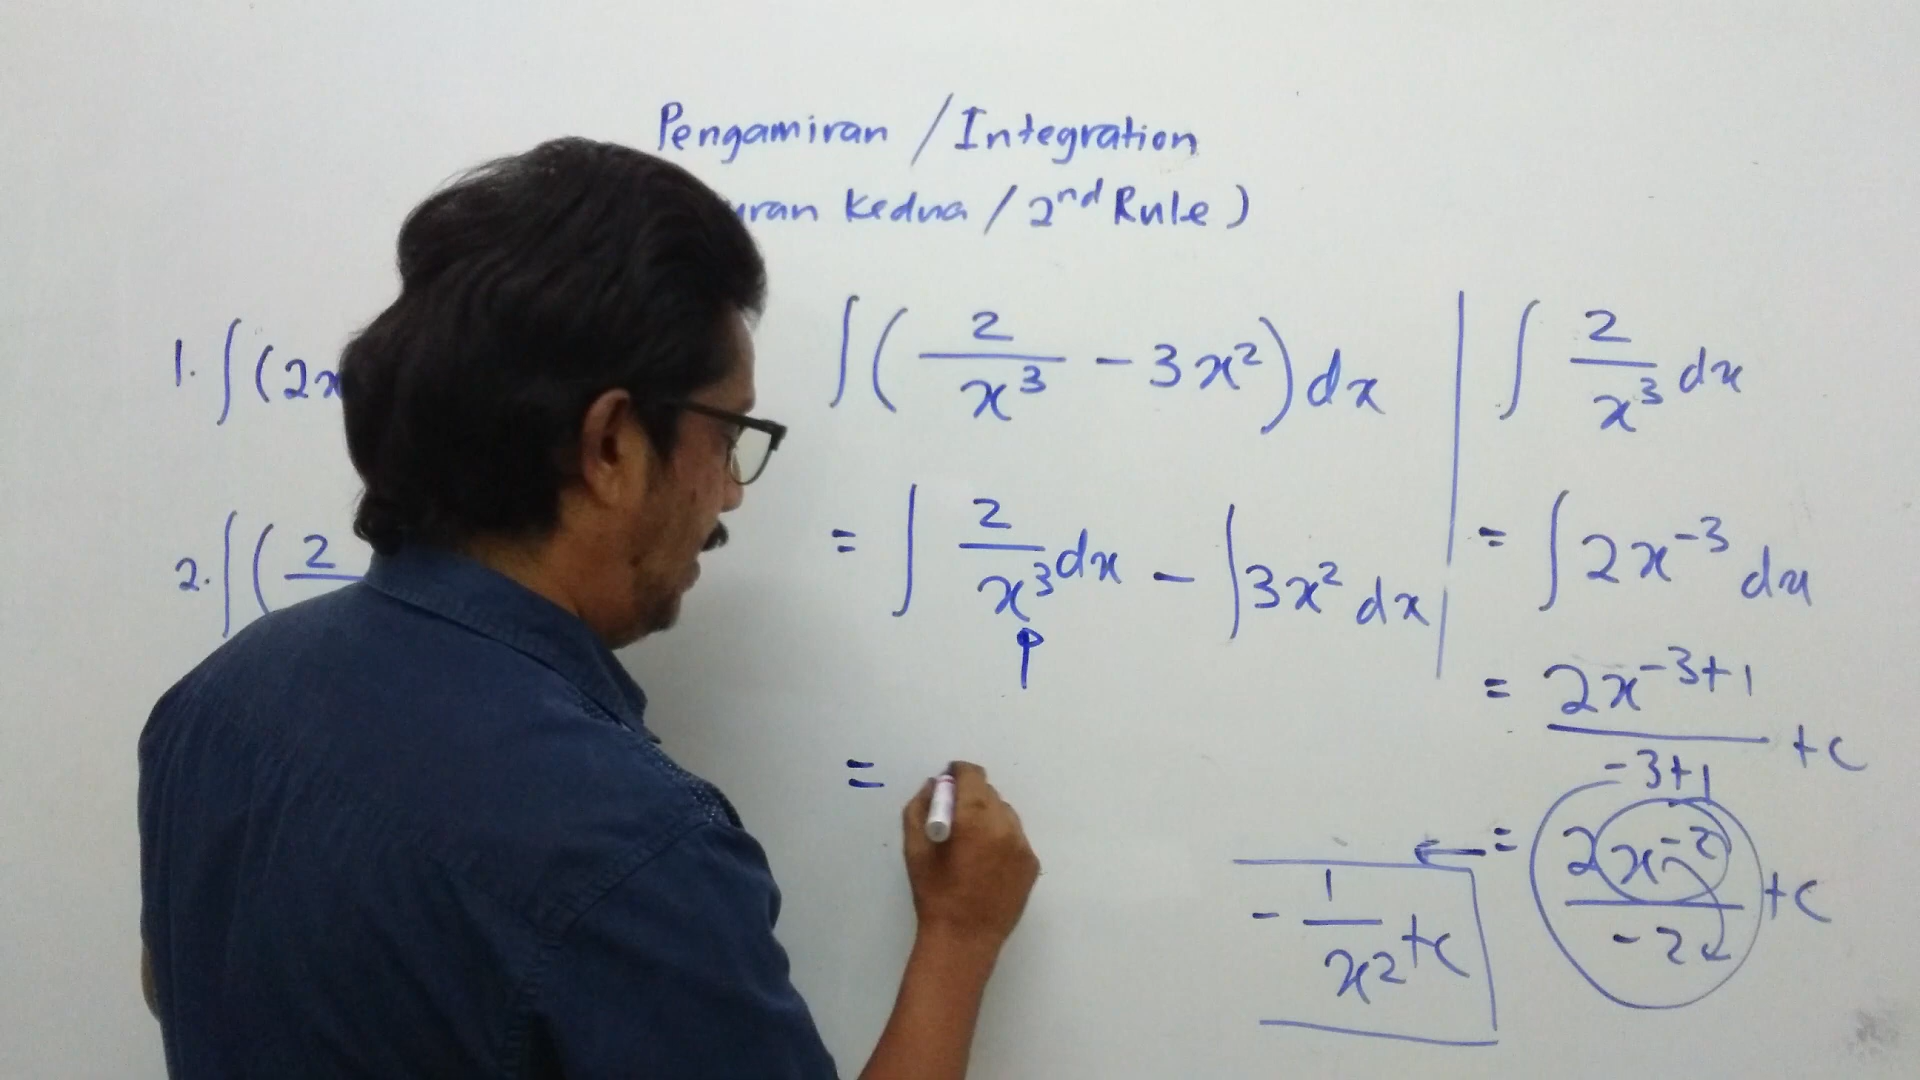 Pengamiran / Integration
Kedua / 2nd Rule)
1. ∫(2x
2. ∫(2
∫(2/x³ - 3x²)dx
= ∫ 2/x³ dx - ∫3x² dx
=
∫ 2/x³ dx
= ∫2x⁻³ dx
= 2x⁻³⁺¹/-3+1 + c
= 2x⁻²/-2 + c
← - 1/x² + c